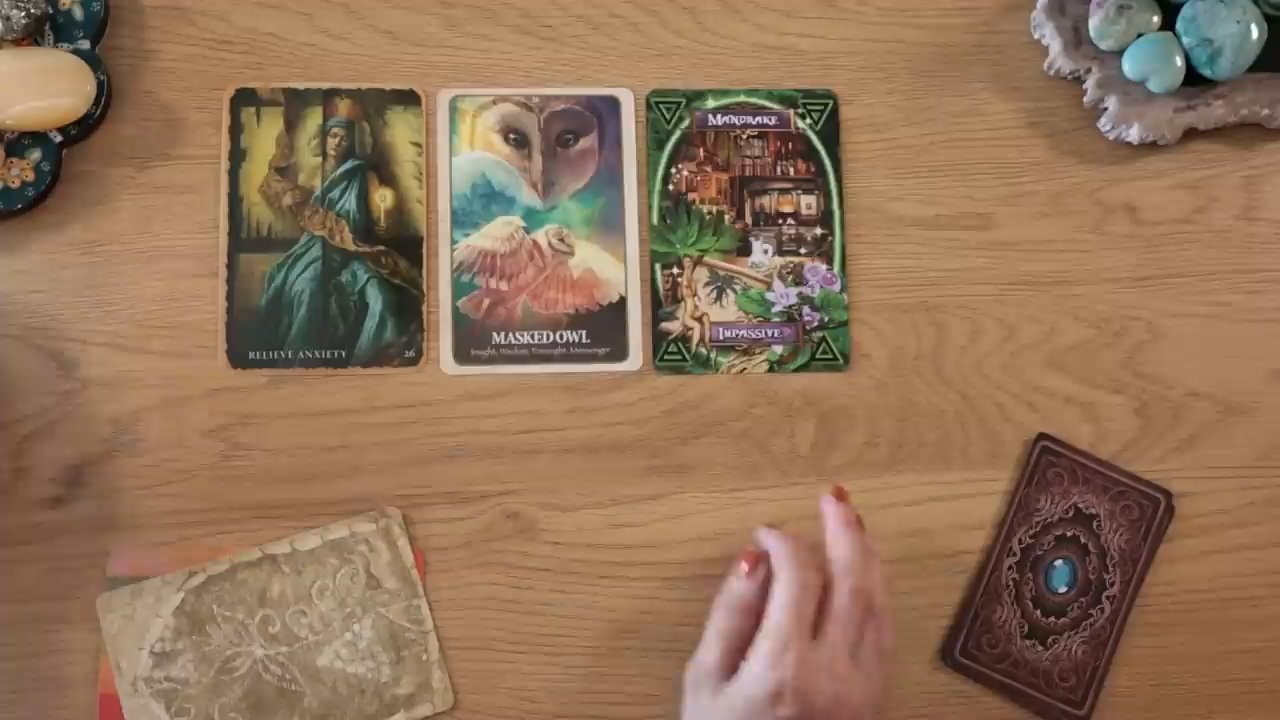 RELIEVE ANXIETY 26
MASKED OWL
Insight, Wisdom, Foresight, Messenger
MANDRAKE
IMPASSIVE